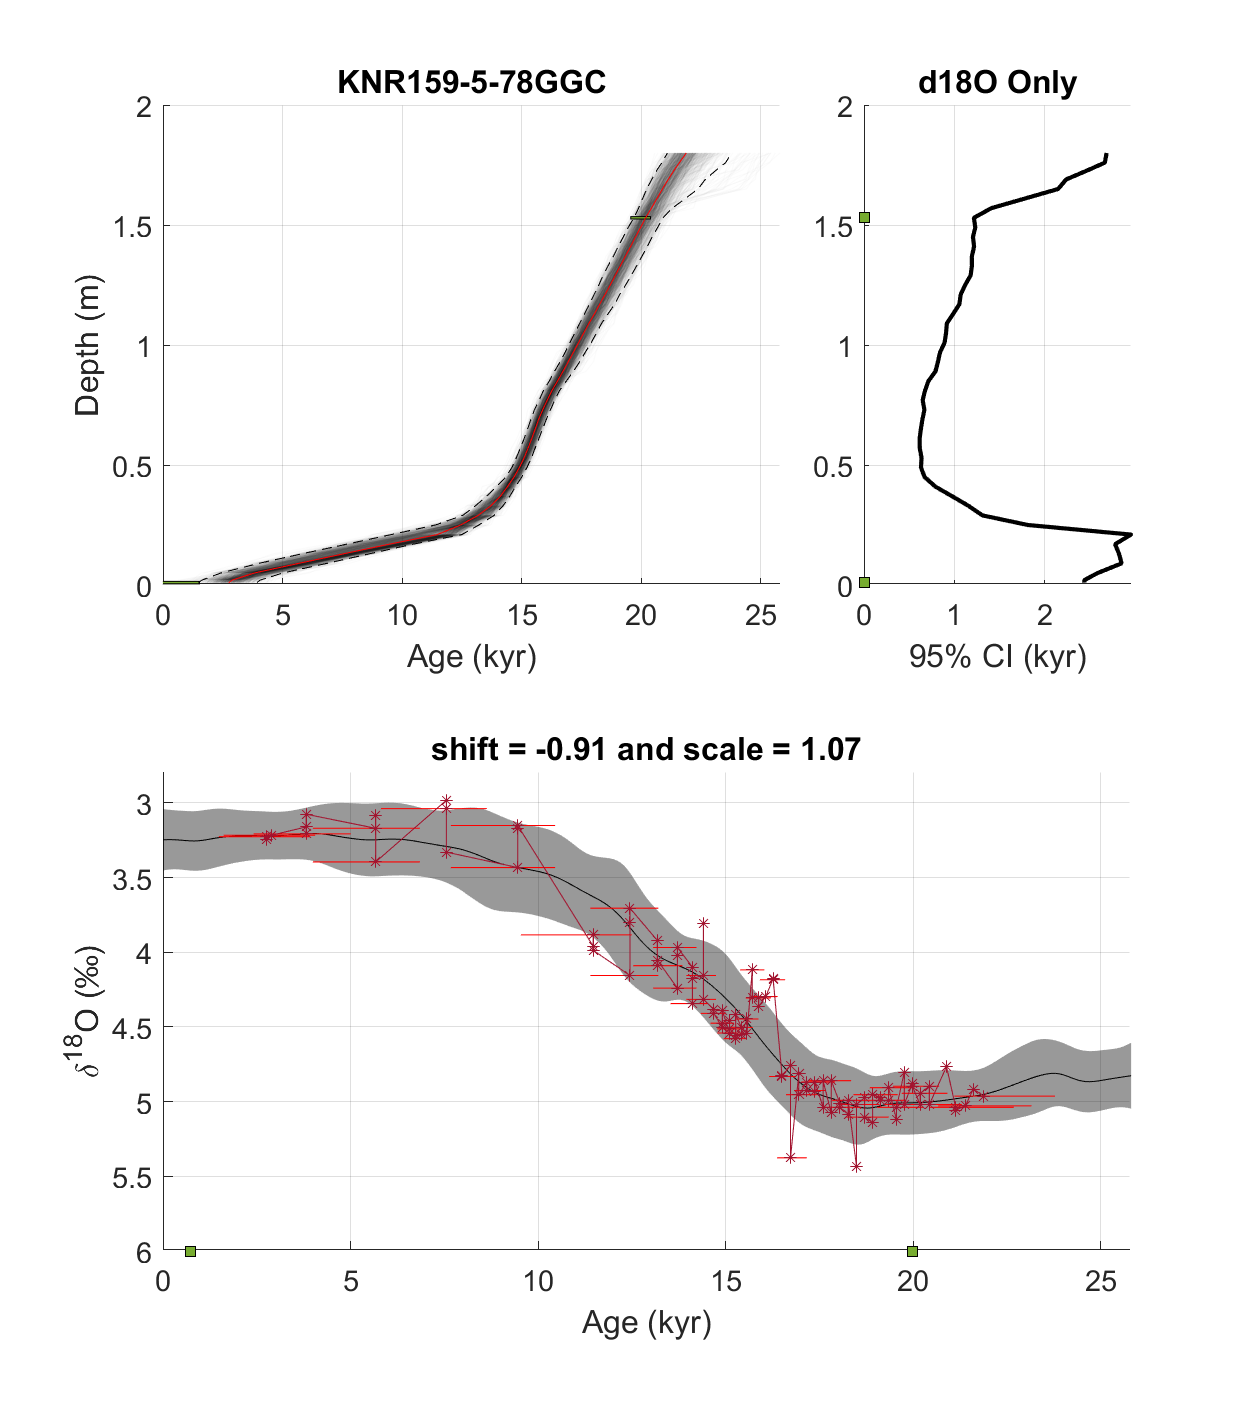 KNR159-5-78GGC
2
1.5
1
0.5
0
Depth (m)
0 5 10 15 20 25
Age (kyr)
d18O Only
2
1.5
1
0.5
0
0 1 2
95% CI (kyr)
shift = -0.91 and scale = 1.07
3
3.5
4
4.5
5
5.5
6
δ18O (‰)
0 5 10 15 20 25
Age (kyr)